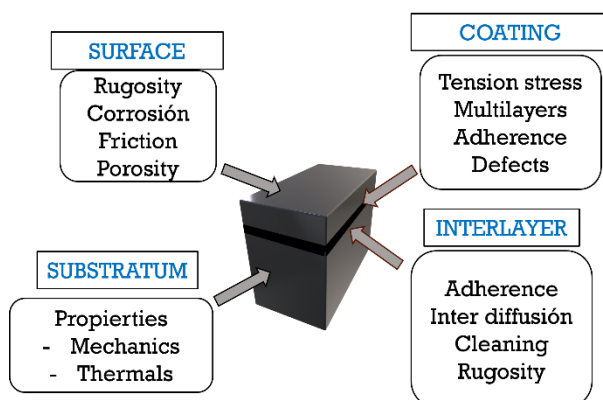 SURFACE
Rugosity
Corrosión
Friction
Porosity
COATING
Tension stress
Multilayers
Adherence
Defects
SUBSTRATUM
Propierties
- Mechanics
- Thermals
INTERLAYER
Adherence
Inter diffusión
Cleaning
Rugosity